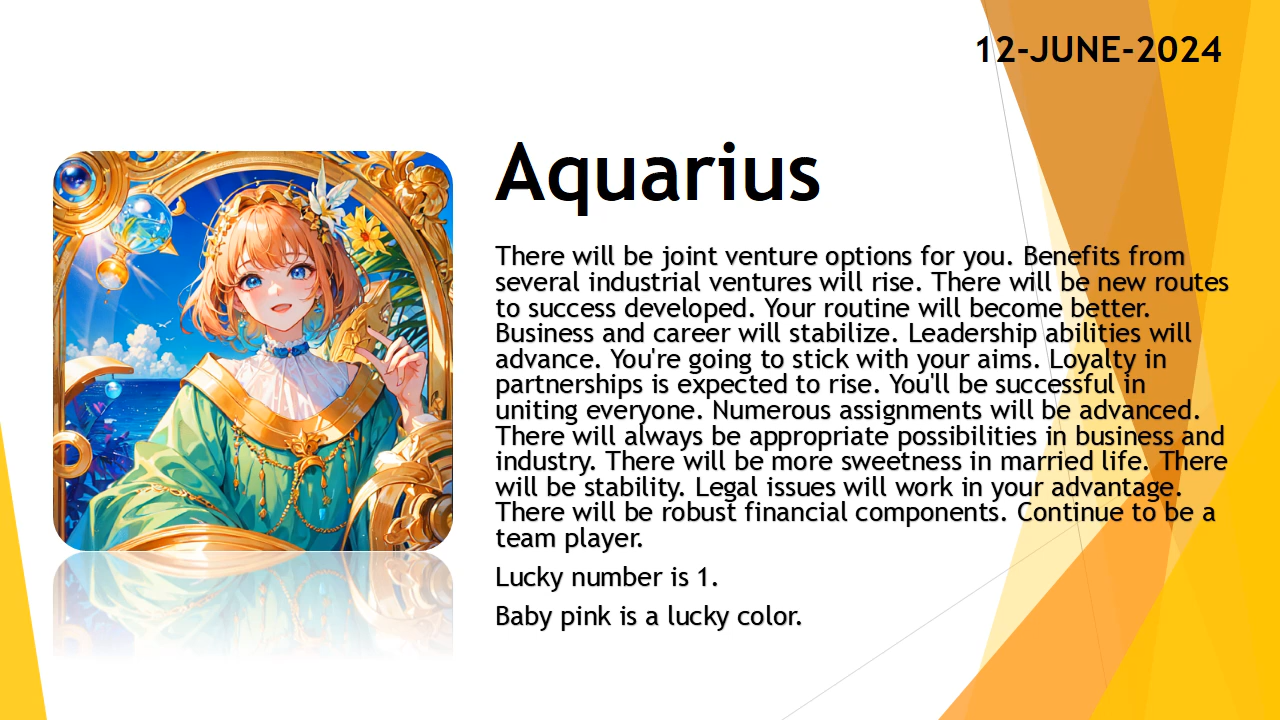 12-JUNE-2024
Aquarius
There will be joint venture options for you. Benefits from
several industrial ventures will rise. There will be new routes
to success developed. Your routine will become better.
Business and career will stabilize. Leadership abilities will
advance. You're going to stick with your aims. Loyalty in
partnerships is expected to rise. You'll be successful in
uniting everyone. Numerous assignments will be advanced.
There will always be appropriate possibilities in business and
industry. There will be more sweetness in married life. There
will be stability. Legal issues will work in your advantage.
There will be robust financial components. Continue to be a
team player.
Lucky number is 1.
Baby pink is a lucky color.